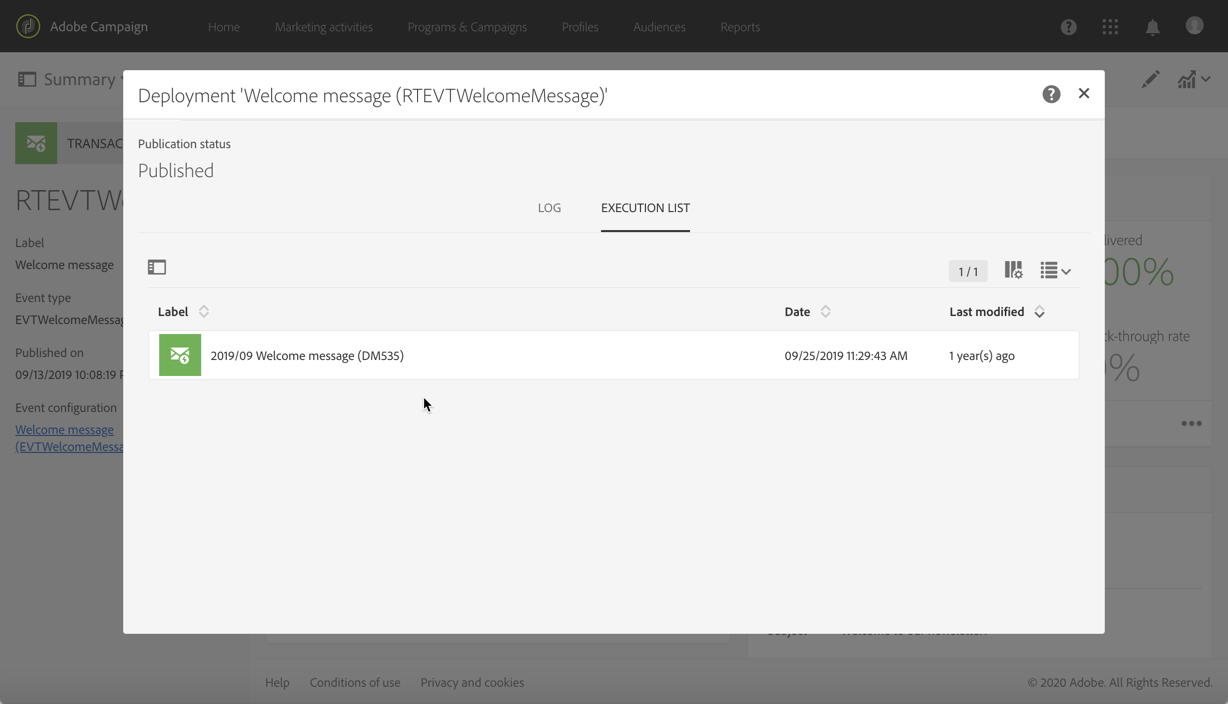 Adobe Campaign Home Marketing activities Programs & Campaigns Profiles Audiences Reports
Summary
Deployment 'Welcome message (RTEVTWelcomeMessage)'
Publication status
Published
LOG EXECUTION LIST
1 / 1
Label Date Last modified
2019/09 Welcome message (DM535) 09/25/2019 11:29:43 AM 1 year(s) ago
TRANSAC
RTEVTW
Label
Welcome message
Event type
EVTWelcomeMessag
Published on
09/13/2019 10:08:19
Event configuration
Welcome message
(EVTWelcomeMessa
livered
00%
ck-through rate
%
Help Conditions of use Privacy and cookies © 2020 Adobe. All Rights Reserved.